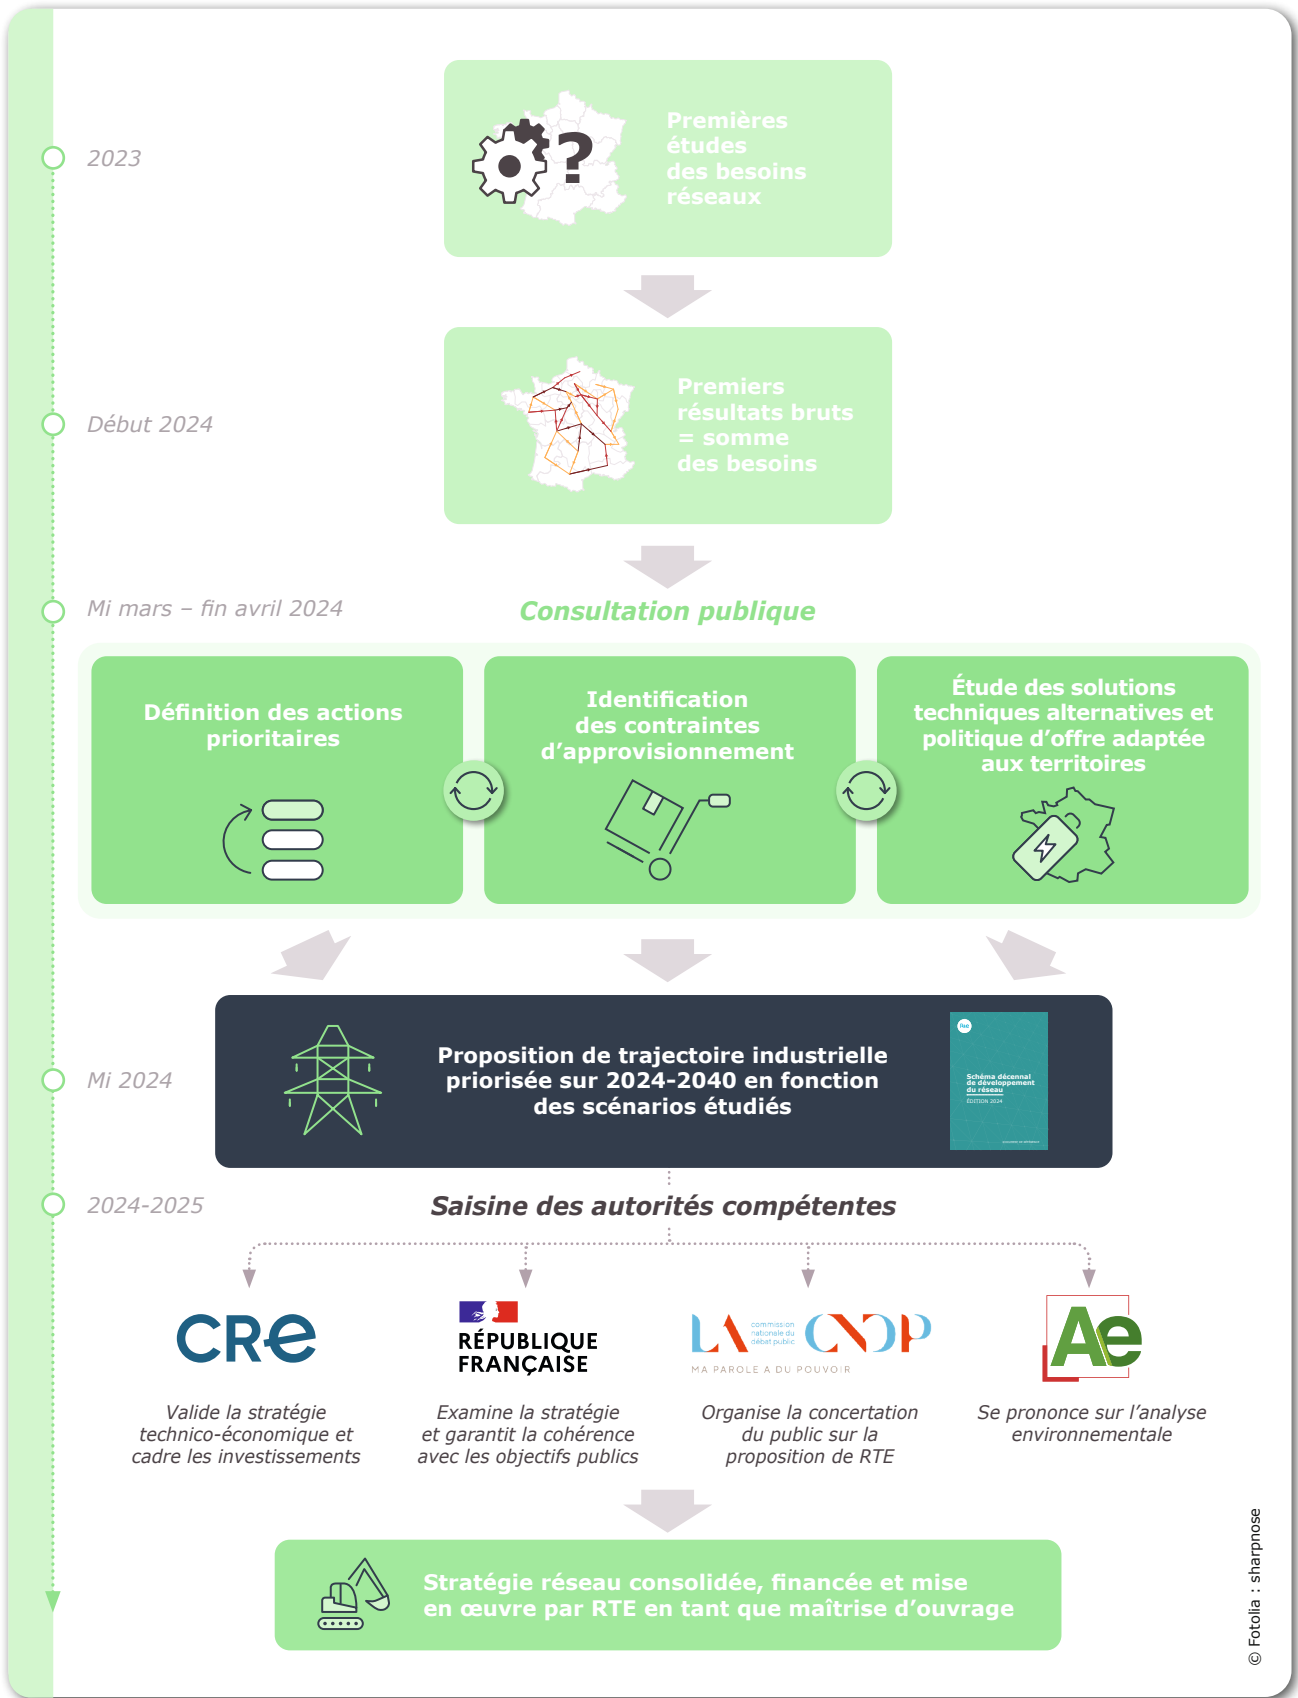 2023
Premières
études
des besoins
réseaux
?
Début 2024
Premiers
résultats bruts
= somme
des besoins
Mi mars – fin avril 2024
Consultation publique
Définition des actions
prioritaires
Identification
des contraintes
d’approvisionnement
Étude des solutions
techniques alternatives et
politique d’offre adaptée
aux territoires
Mi 2024
Proposition de trajectoire industrielle
priorisée sur 2024-2040 en fonction
des scénarios étudiés
Rte
Schéma décennal
de développement
du réseau
ÉDITION 2024
2024-2025
Saisine des autorités compétentes
CRe
Valide la stratégie
technico-économique et
cadre les investissements
RÉPUBLIQUE
FRANÇAISE
Examine la stratégie
et garantit la cohérence
avec les objectifs publics
LA CNDP
commission
nationale du
débat public
MA PAROLE A DU POUVOIR
Organise la concertation
du public sur la
proposition de RTE
Ae
Se prononce sur l’analyse
environnementale
Stratégie réseau consolidée, financée et mise
en œuvre par RTE en tant que maîtrise d’ouvrage
© Fotolia : sharpnose